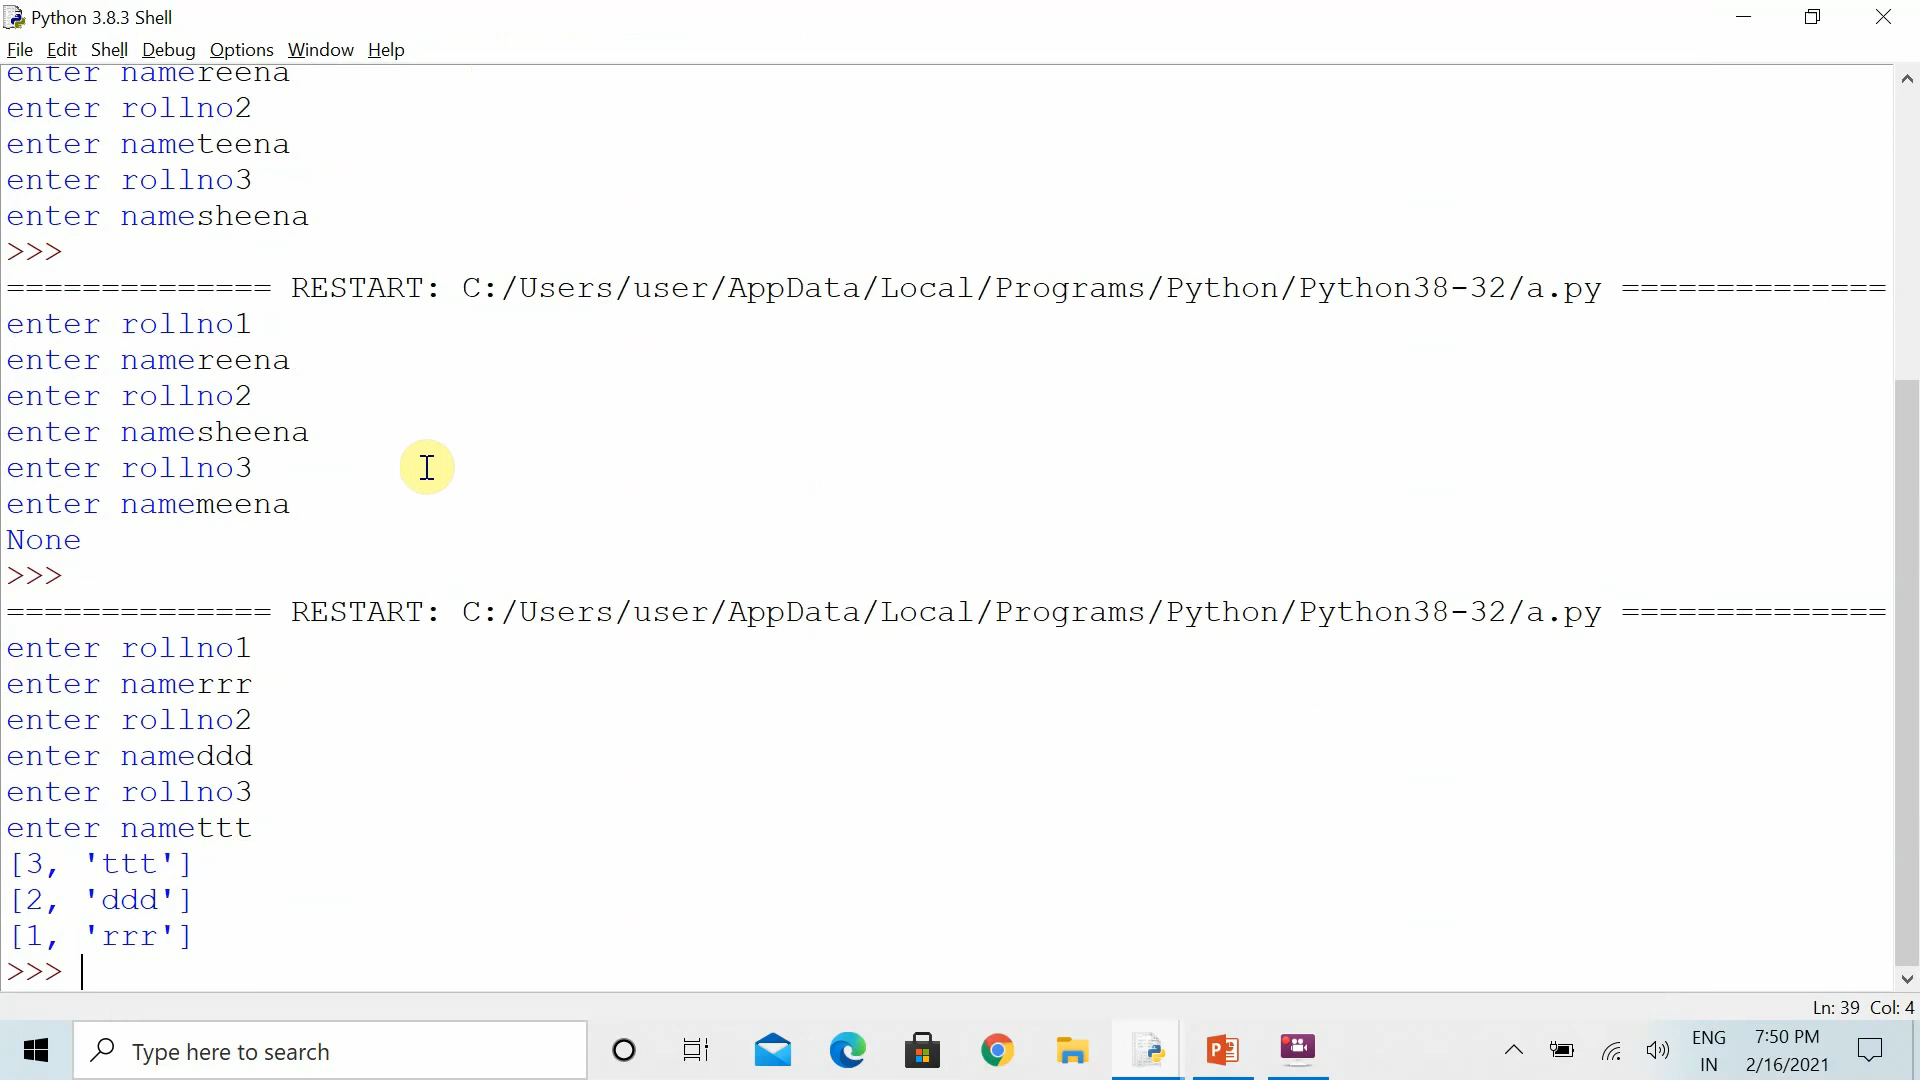 Python 3.8.3 Shell
File Edit Shell Debug Options Window Help
enter namereena
enter rollno2
enter nameteena
enter rollno3
enter namesheena
>>>
============== RESTART: C:/Users/user/AppData/Local/Programs/Python/Python38-32/a.py ==============
enter rollno1
enter namereena
enter rollno2
enter namesheena
enter rollno3
enter namemeena
None
>>>
============== RESTART: C:/Users/user/AppData/Local/Programs/Python/Python38-32/a.py ==============
enter rollno1
enter namerrr
enter rollno2
enter nameddd
enter rollno3
enter namettt
[3, 'ttt']
[2, 'ddd']
[1, 'rrr']
>>>
Ln: 39 Col: 4
Type here to search
ENG
IN
7:50 PM
2/16/2021